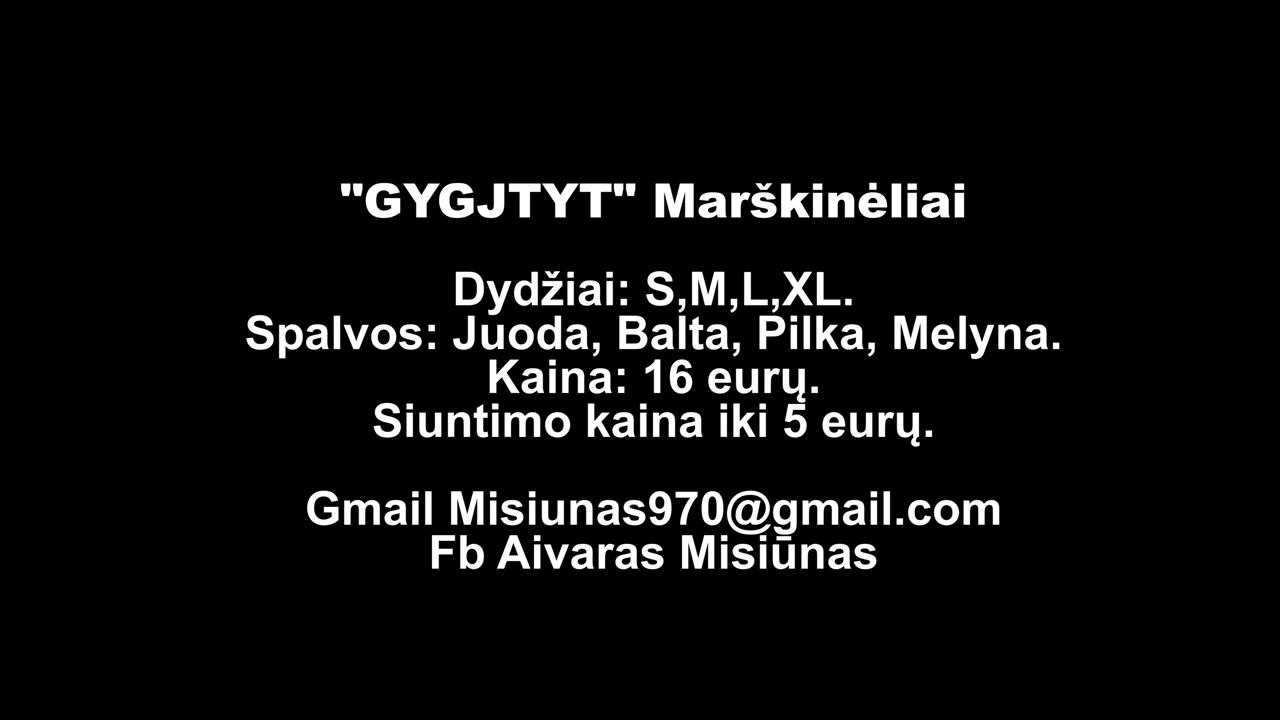 "GYGJTYT" Marškinėliai
Dydžiai: S,M,L,XL.
Spalvos: Juoda, Balta, Pilka, Melyna.
Kaina: 16 eurų.
Siuntimo kaina iki 5 eurų.
Gmail Misiunas970@gmail.com
Fb Aivaras Misiūnas